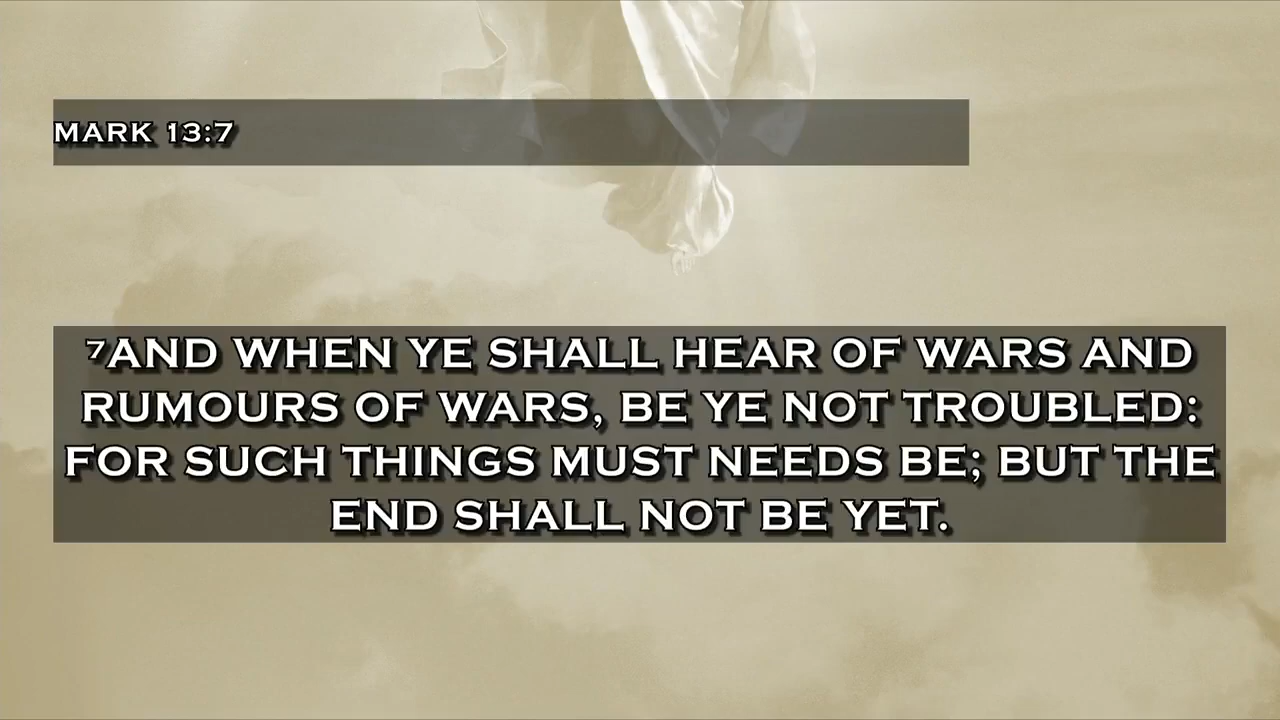 MARK 13:7
⁷AND WHEN YE SHALL HEAR OF WARS AND
RUMOURS OF WARS, BE YE NOT TROUBLED:
FOR SUCH THINGS MUST NEEDS BE; BUT THE
END SHALL NOT BE YET.